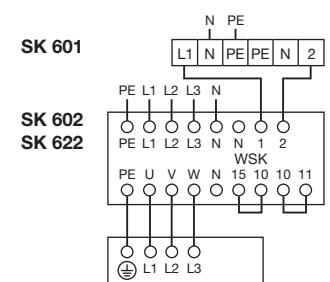 N PE
SK 601
L1 N PE PE N 2
PE L1 L2 L3 N
SK 602
SK 622
PE L1 L2 L3 N N 1 2
WSK
PE U V W N 15 10 10 11
L1 L2 L3